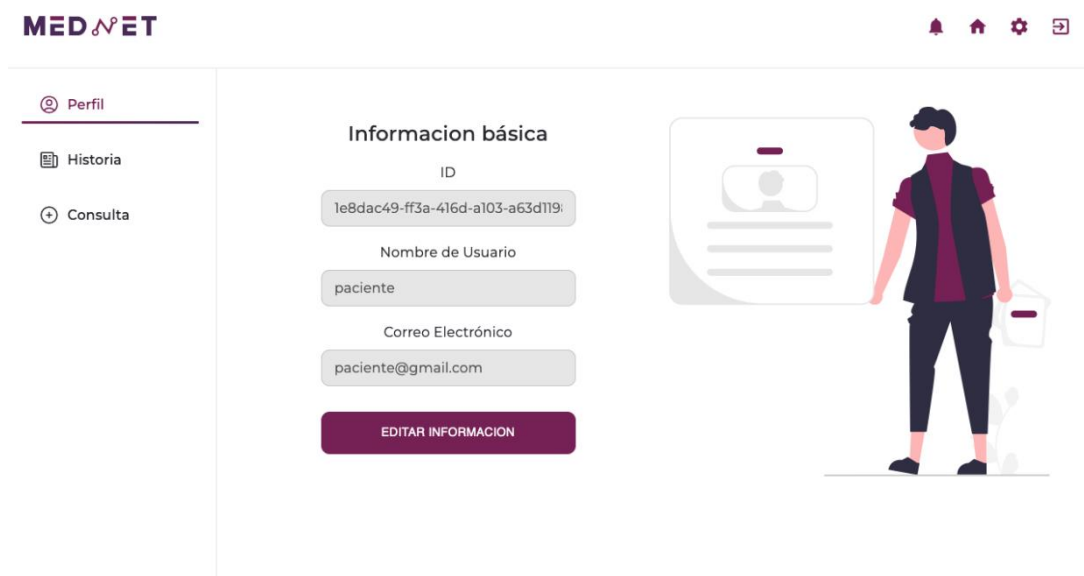 MEDNET
Perfil
Historia
Consulta
Informacion básica
ID
1e8dac49-ff3a-416d-a103-a63d119
Nombre de Usuario
paciente
Correo Electrónico
paciente@gmail.com
EDITAR INFORMACION